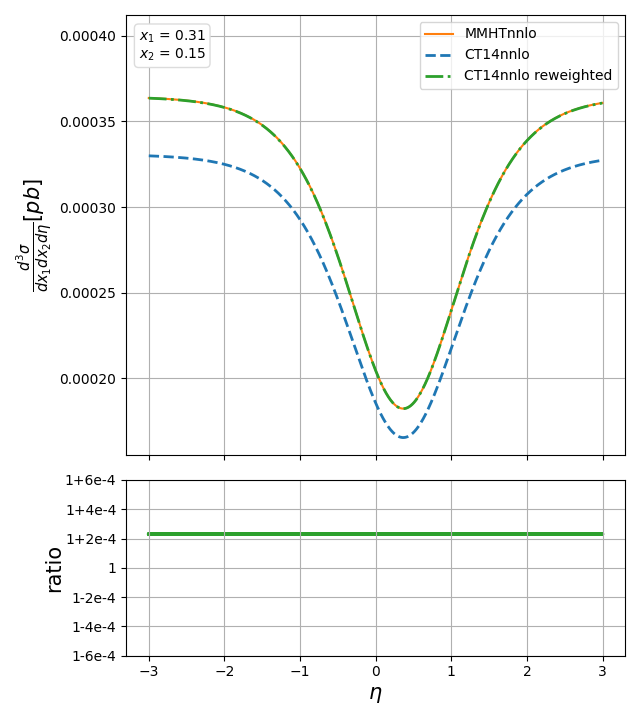 x₁ = 0.31
x₂ = 0.15
MMHTnnlo
CT14nnlo
CT14nnlo reweighted
0.00040
0.00035
0.00030
0.00025
0.00020
d³σ
dx₁dx₂dη [pb]
1+6e-4
1+4e-4
1+2e-4
1
1-2e-4
1-4e-4
1-6e-4
ratio
−3 −2 −1 0 1 2 3
η